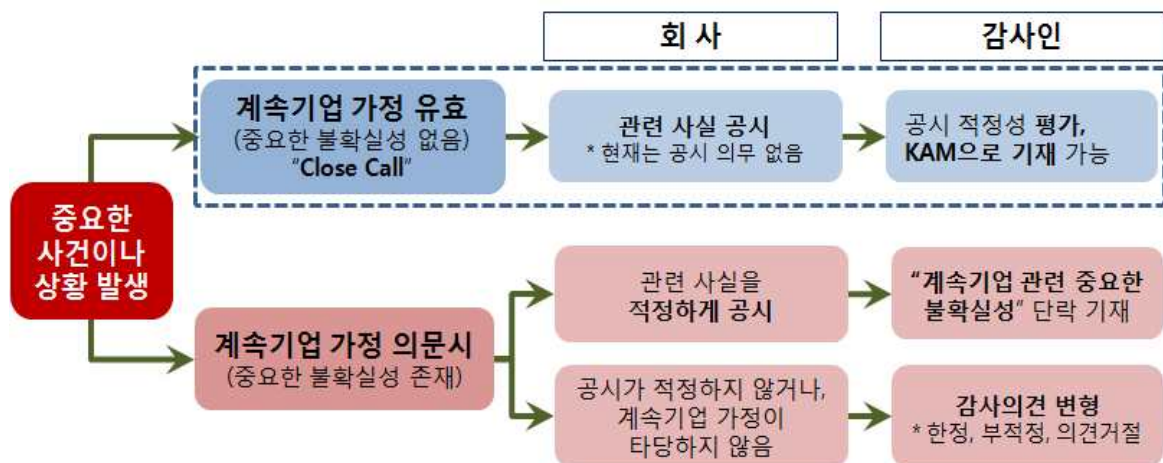 회 사
감사인
계속기업 가정 유효
(중요한 불확실성 없음)
“Close Call”
관련 사실 공시
* 현재는 공시 의무 없음
공시 적정성 평가,
KAM으로 기재 가능
중요한
사건이나
상황 발생
계속기업 가정 의문시
(중요한 불확실성 존재)
관련 사실을
적정하게 공시
“계속기업 관련 중요한
불확실성” 단락 기재
공시가 적정하지 않거나,
계속기업 가정이
타당하지 않음
감사의견 변형
* 한정, 부적정, 의견거절